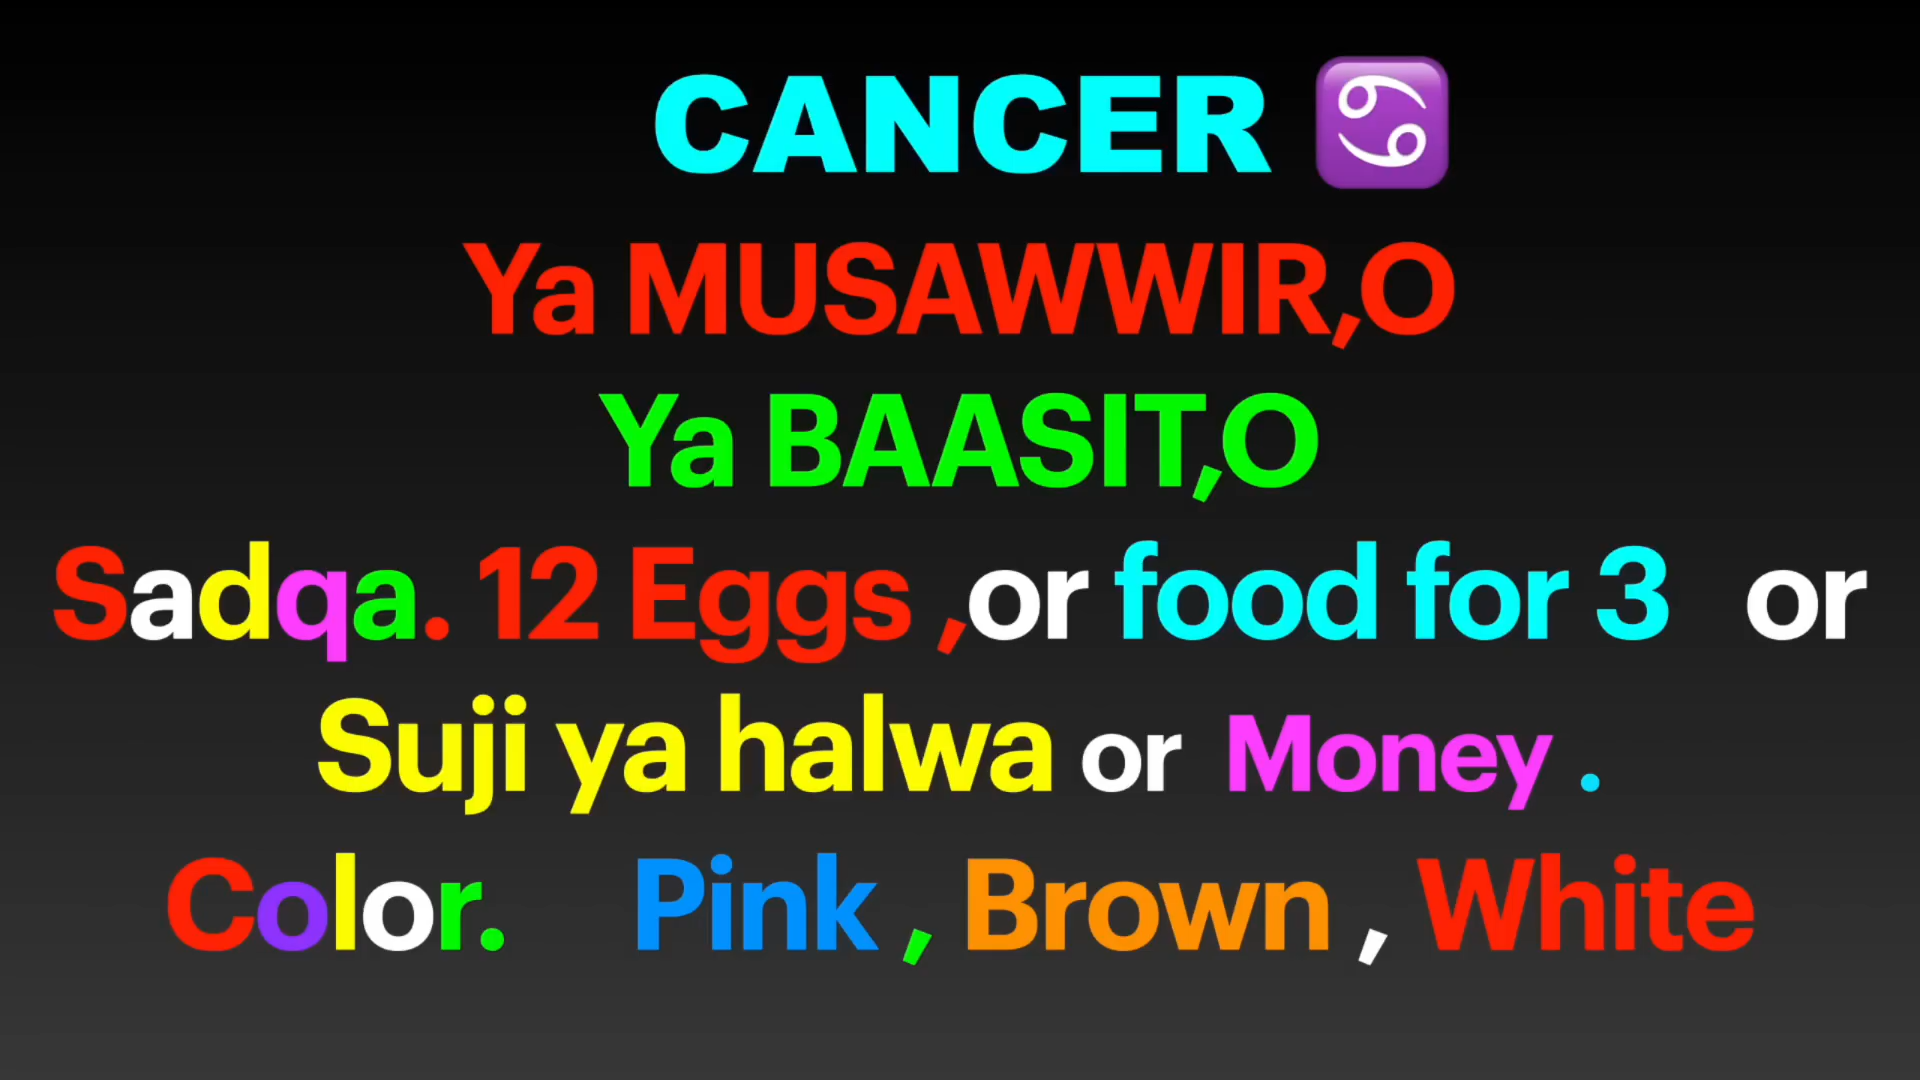 CANCER ♋
Ya MUSAWWIR,O
Ya BAASIT,O
Sadqa. 12 Eggs ,or food for 3 or
Suji ya halwa or Money .
Color. Pink , Brown , White